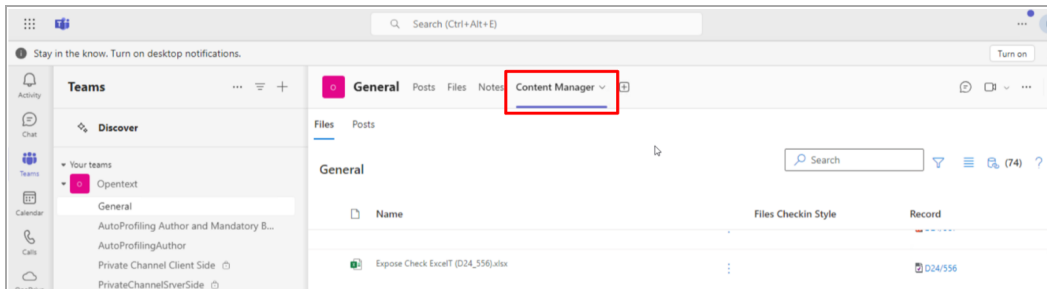 Search (Ctrl+Alt+E)
Stay in the know. Turn on desktop notifications.
Turn on
Activity
Chat
Teams
Calendar
Calls
Teams
Discover
Your teams
O
Opentext
General
AutoProfiling Author and Mandatory B...
AutoProfilingAuthor
Private Channel Client Side
PrivateChannelSrverSide
O
General
Posts
Files
Notes
Content Manager
Files
Posts
General
Search
(74)
?
Name
Files Checkin Style
Record
Expose Check ExcelT (D24_556).xlsx
D24/556